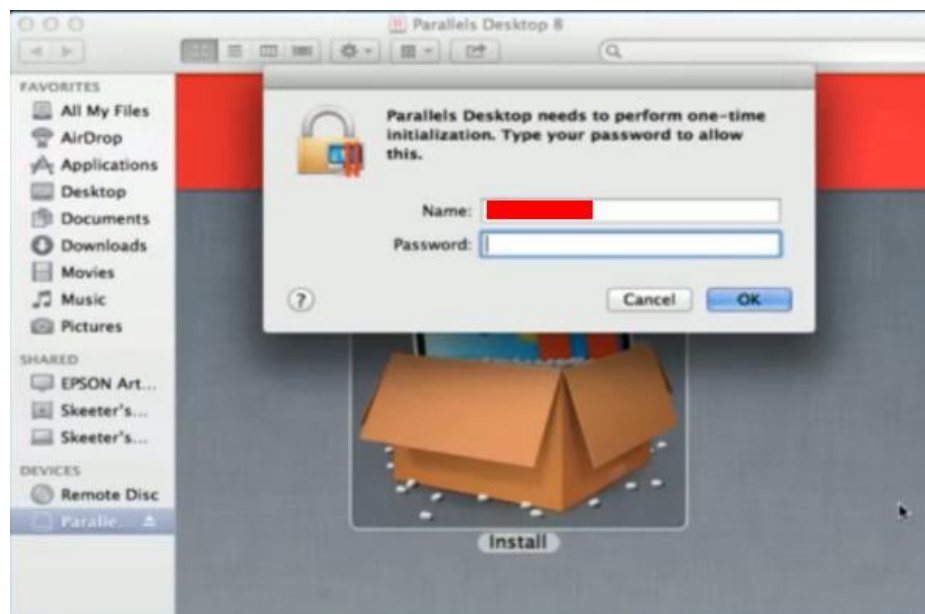 Parallels Desktop 8
FAVORITES
All My Files
AirDrop
Applications
Desktop
Documents
Downloads
Movies
Music
Pictures
SHARED
EPSON Art...
Skeeter's...
Skeeter's...
DEVICES
Remote Disc
Paralle...
Parallels Desktop needs to perform one-time
initialization. Type your password to allow
this.
Name:
Password:
?
Cancel
OK
Install